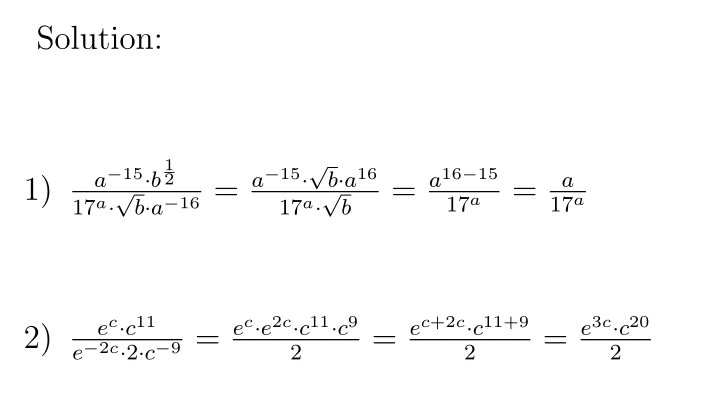 Solution:
1) $\frac{a^{-15} \cdot b^{\frac{1}{2}}}{17^a \cdot \sqrt{b} \cdot a^{-16}} = \frac{a^{-15} \cdot \sqrt{b} \cdot a^{16}}{17^a \cdot \sqrt{b}} = \frac{a^{16-15}}{17^a} = \frac{a}{17^a}$
2) $\frac{e^c \cdot c^{11}}{e^{-2c} \cdot 2 \cdot c^{-9}} = \frac{e^c \cdot e^{2c} \cdot c^{11} \cdot c^9}{2} = \frac{e^{c+2c} \cdot c^{11+9}}{2} = \frac{e^{3c} \cdot c^{20}}{2}$